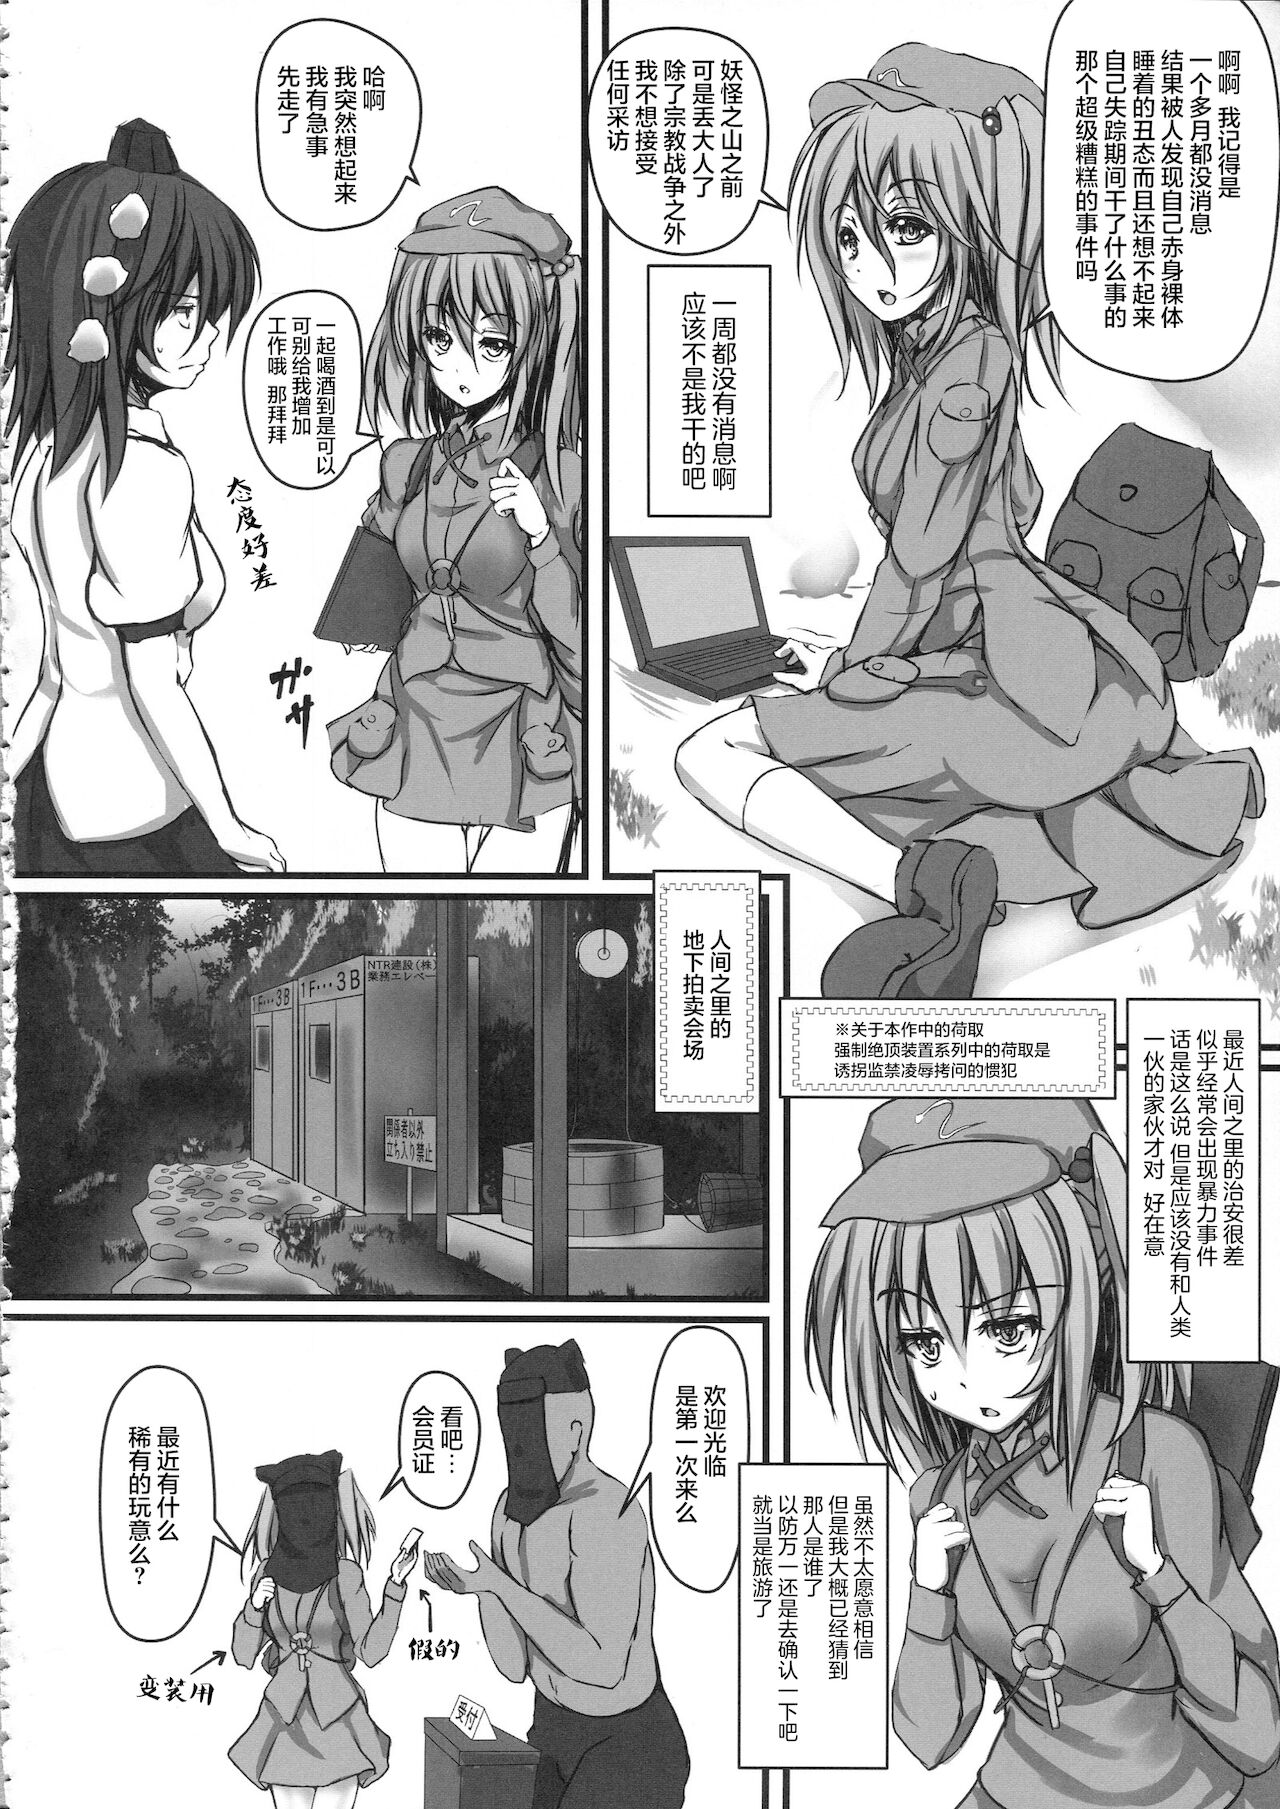 啊啊 我记得是
一个多月都没消息
结果被人发现自己赤身裸体
睡着的丑态而且还想不起来
自己失踪期间干了什么事的
那个超级糟糕的事件吗
妖怪之山之前
可是丢大人了
除了宗教战争之外
我不想接受
任何采访
一周都没有消息啊
应该不是我干的吧
哈啊
我突然想起来
我有急事
先走了
一起喝酒到是可以
可别给我增加
工作哦 那拜拜
态度好差
ガサ
※关于本作中的荷取
强制绝顶装置系列中的荷取是
诱拐监禁凌辱拷问的惯犯
最近人间之里的治安很差
似乎经常会出现暴力事件
话是这么说 但是应该没有和人类
一伙的家伙才对 好在意
人间之里的
地下拍卖会场
NTR建設(株)
業務エレベー
1F…3B
1F…3B
関係者以外
立ち入り禁止
虽然不太愿意相信
但是我大概已经猜到
那人是谁了
以防万一还是去确认一下吧
就当是旅游了
欢迎光临
是第一次来么
看吧…
会员证
最近有什么
稀有的玩意么?
假的
变装用
受付